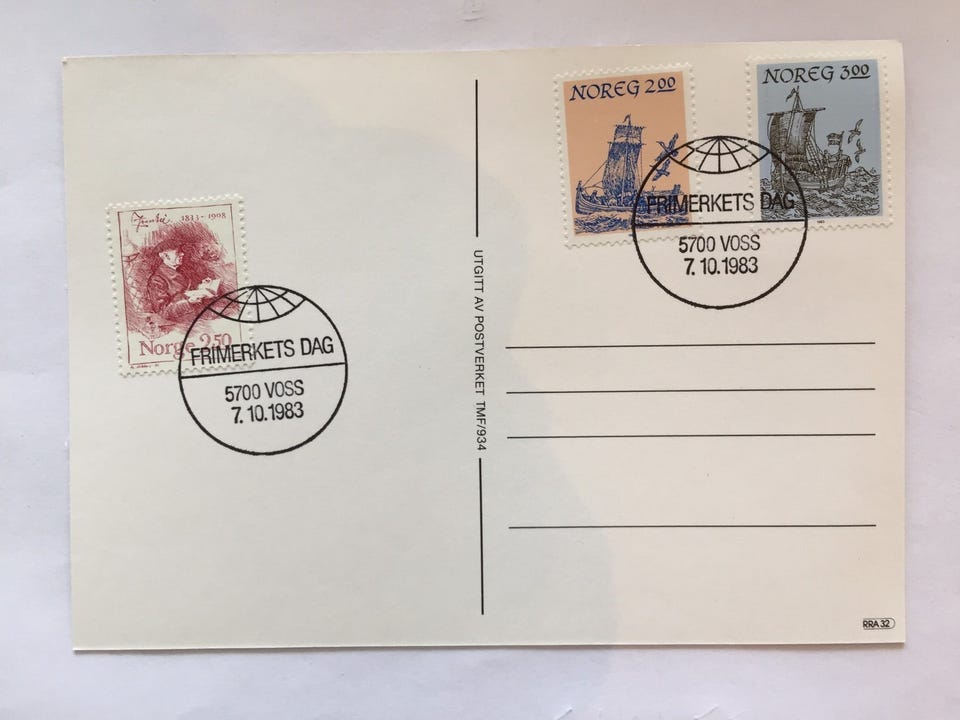 NOREG 2.00
NOREG 3.00
FRIMERKETS DAG
5700 VOSS
7.10.1983
1833-1908
Norge 2.50
FRIMERKETS DAG
5700 VOSS
7.10.1983
UTGITT AV POSTVERKET TMF/934
RRA 32